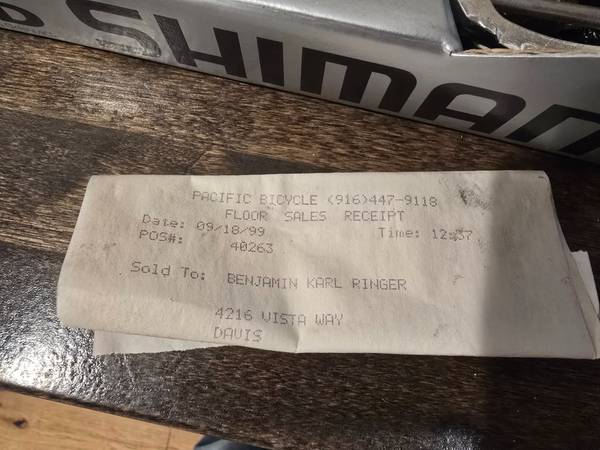 SHIMAN
PACIFIC BICYCLE (916)447-9118
FLOOR SALES RECEIPT
Date: 09/18/99 Time: 12:37
POS#: 40263
Sold To: BENJAMIN KARL RINGER
4216 VISTA WAY
DAVIS